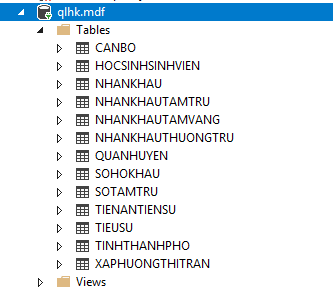 qlhk.mdf
Tables
CANBO
HOCSINHSINHVIEN
NHANKHAU
NHANKHAUTAMTRU
NHANKHAUTAMVANG
NHANKHAUTHUONGTRU
QUANHUYEN
SOHOKHAU
SOTAMTRU
TIENANTIENSU
TIEUSU
TINHTHANHPHO
XAPHUONGTHITRAN
Views